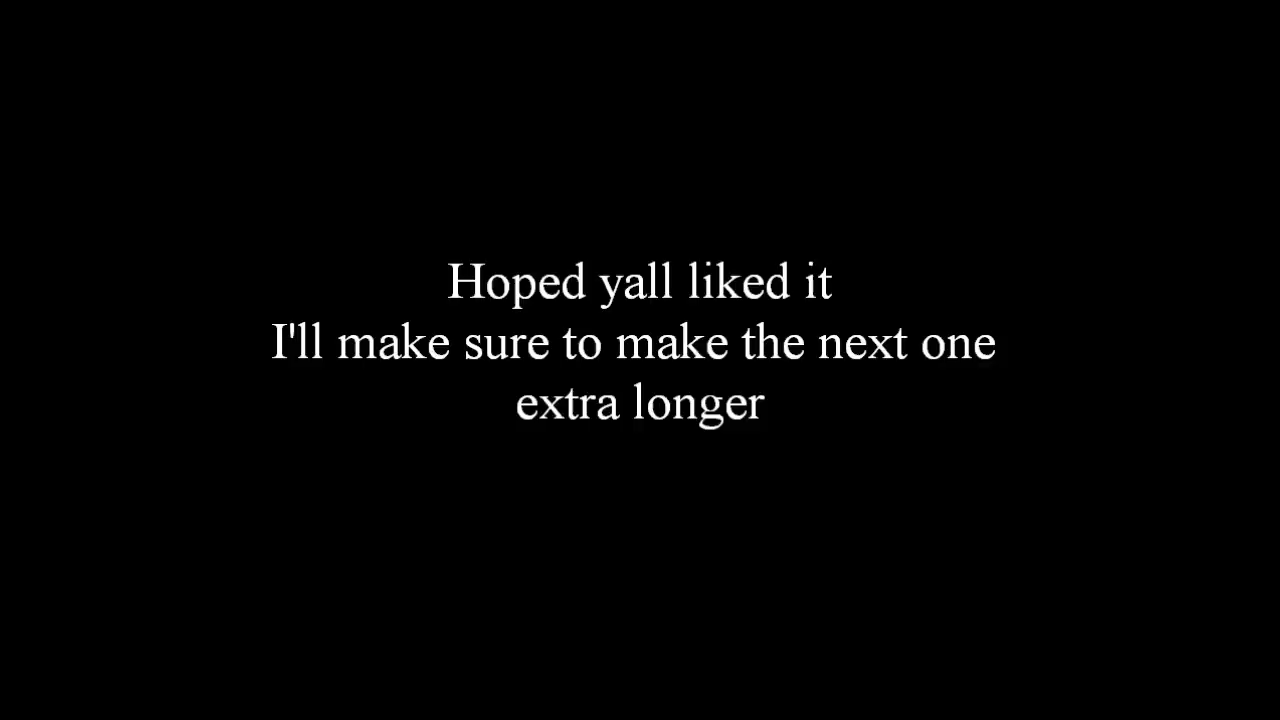 Hoped yall liked it
I'll make sure to make the next one
extra longer